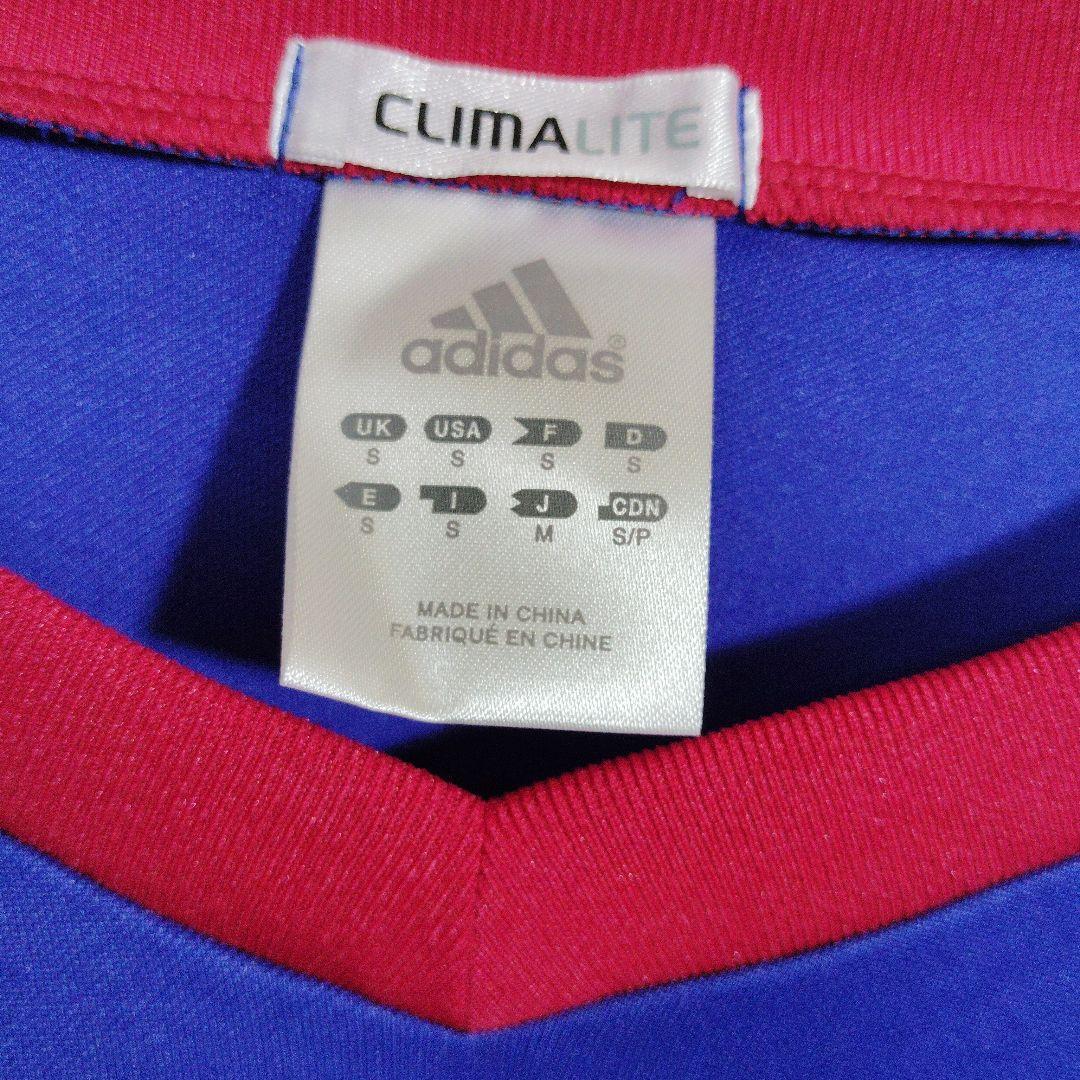 CLIMALITE
adidas®
UK USA F D
S S S S
E I J CDN
S S M S/P
MADE IN CHINA
FABRIQUÉ EN CHINE